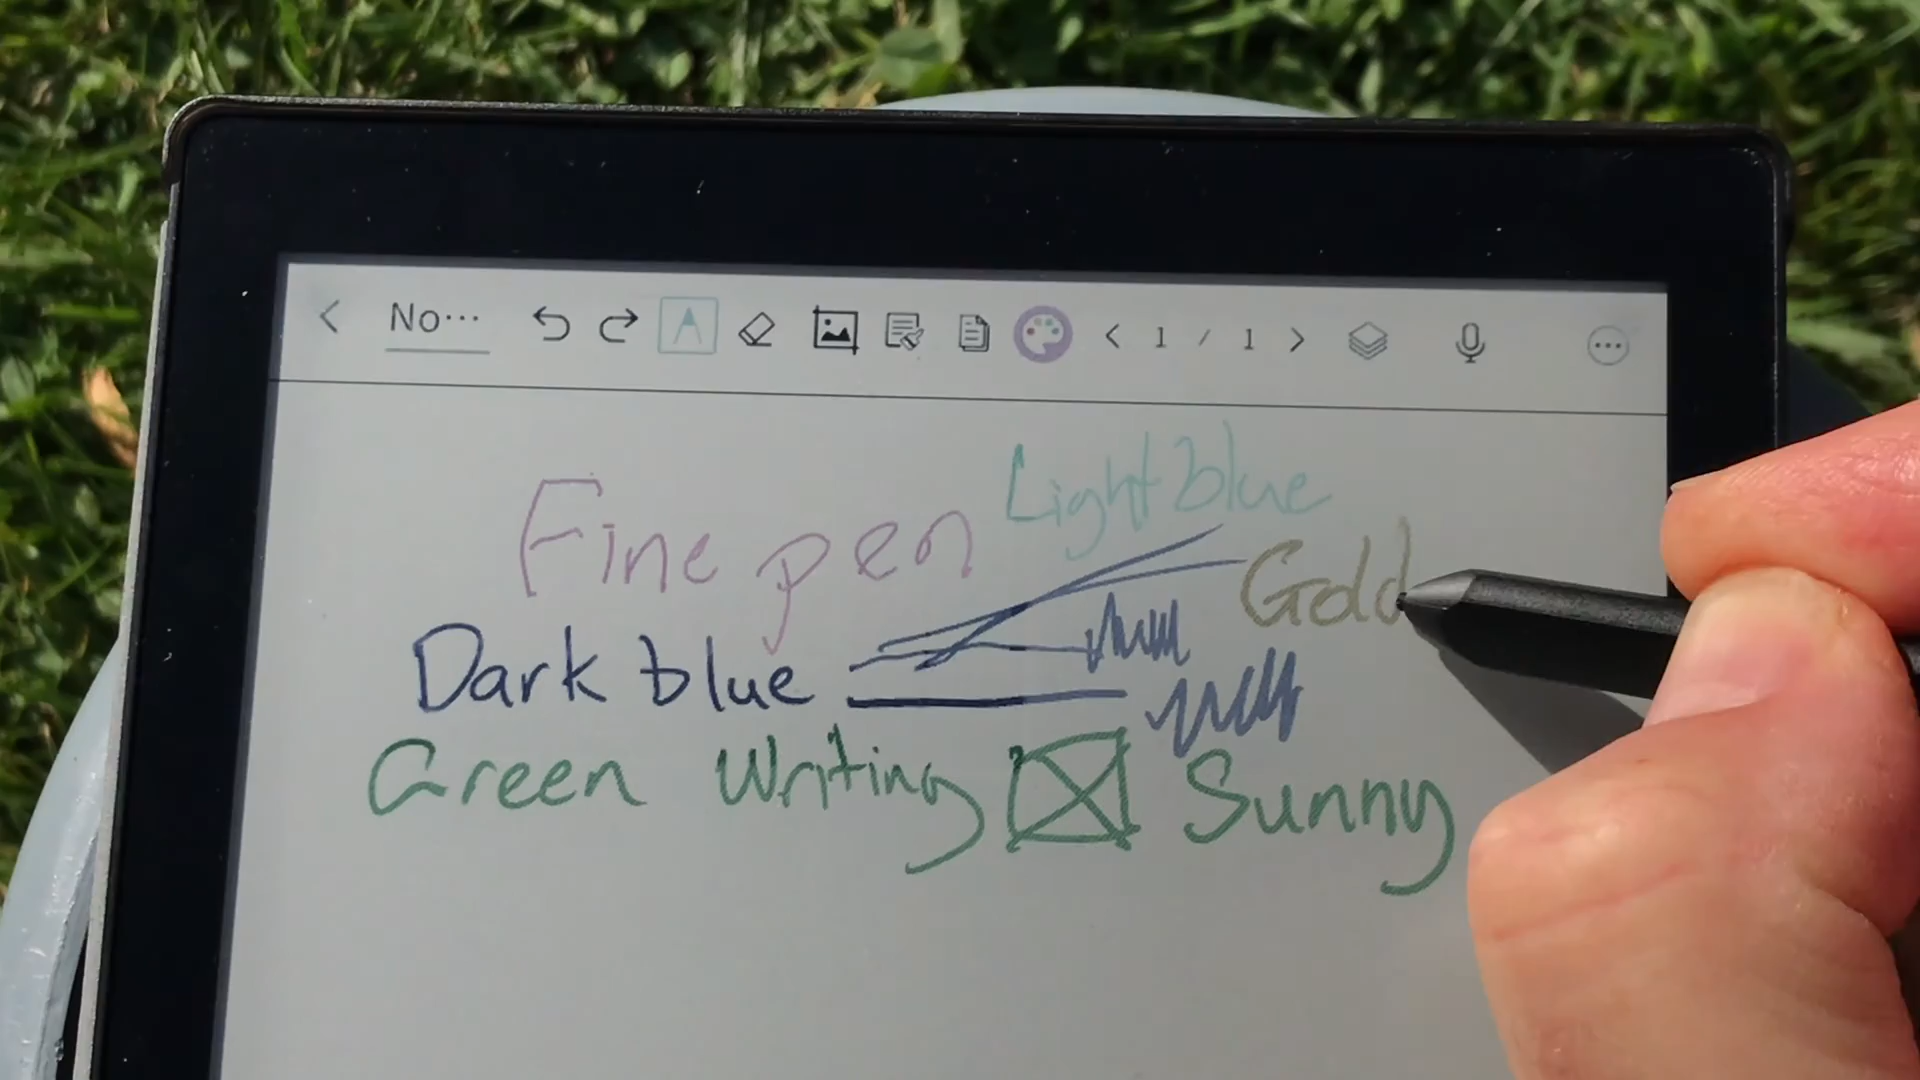 No... 1 / 1
Light blue
Fine pen
Gold
Dark blue
Green Writing Sunny